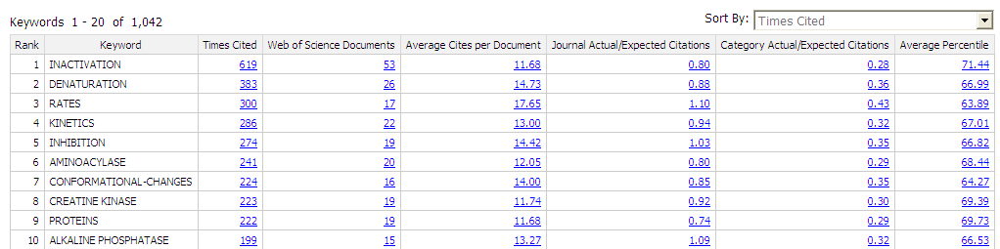 Keywords 1 - 20 of 1,042 Sort By: Times Cited
Rank Keyword Times Cited Web of Science Documents Average Cites per Document Journal Actual/Expected Citations Category Actual/Expected Citations Average Percentile
1 INACTIVATION 619 53 11.68 0.80 0.28 71.44
2 DENATURATION 383 26 14.73 0.88 0.36 66.99
3 RATES 300 17 17.65 1.10 0.43 63.89
4 KINETICS 286 22 13.00 0.94 0.32 67.01
5 INHIBITION 274 19 14.42 1.03 0.35 66.82
6 AMINOACYLASE 241 20 12.05 0.80 0.29 68.44
7 CONFORMATIONAL-CHANGES 224 16 14.00 0.85 0.35 64.27
8 CREATINE KINASE 223 19 11.74 0.92 0.30 69.39
9 PROTEINS 222 19 11.68 0.74 0.29 69.73
10 ALKALINE PHOSPHATASE 199 15 13.27 1.09 0.32 66.53